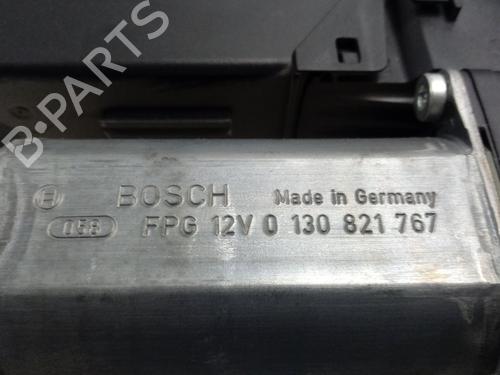 B-PARTS
BOSCH Made in Germany
058 FPG 12V 0 130 821 767